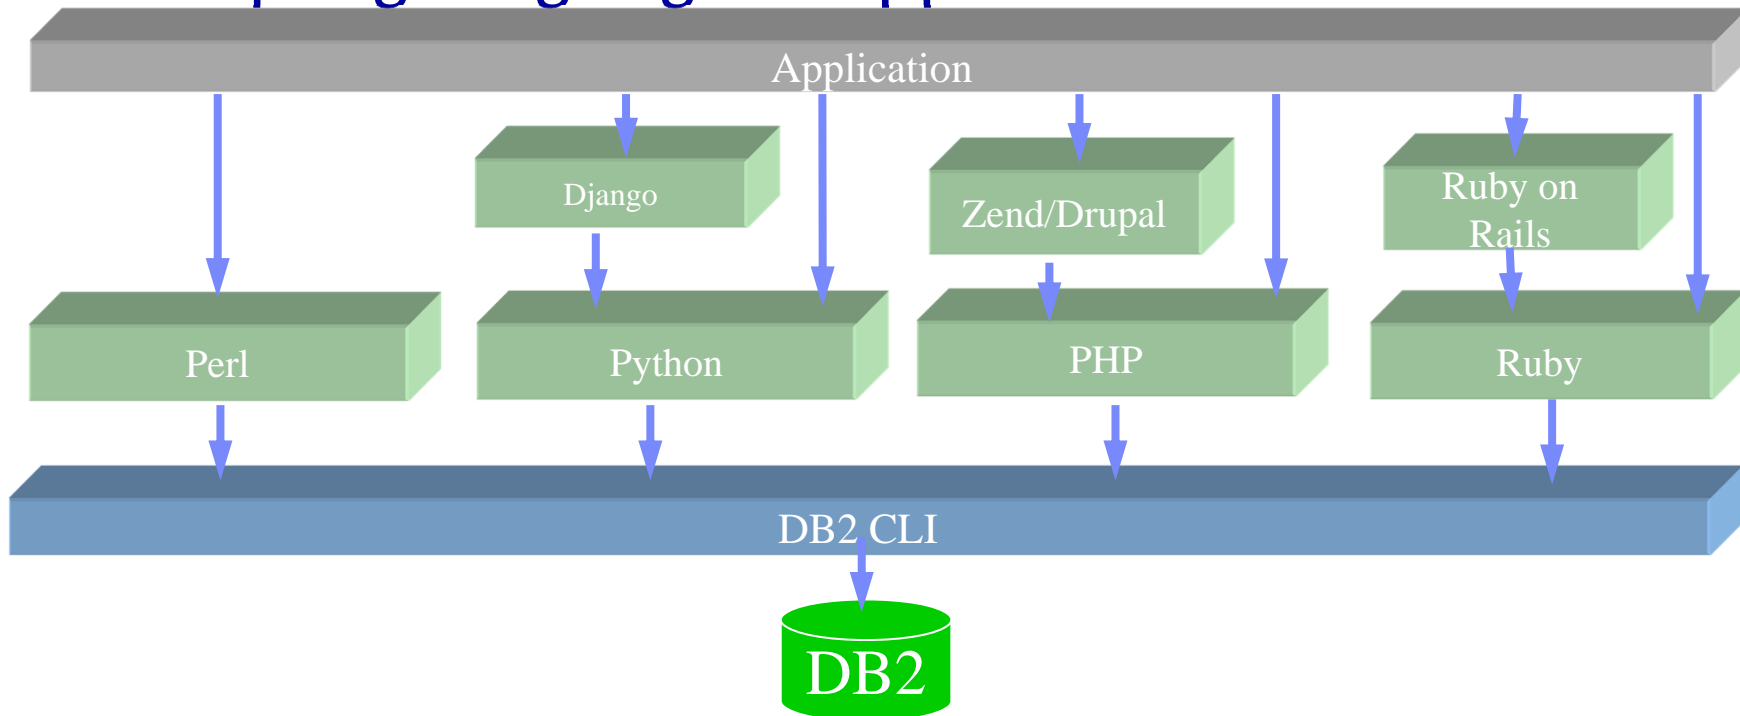 Application
Django
Zend/Drupal
Ruby on
Rails
Perl
Python
PHP
Ruby
DB2 CLI
DB2